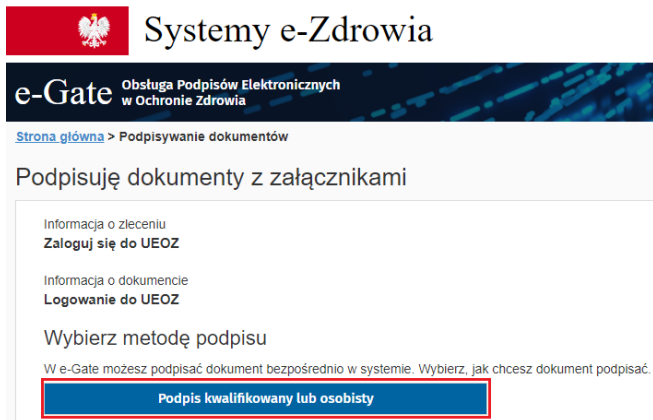 Systemy e-Zdrowia
e-Gate Obsługa Podpisów Elektronicznych
w Ochronie Zdrowia
Strona główna > Podpisywanie dokumentów
Podpisuję dokumenty z załącznikami
Informacja o zleceniu
Zaloguj się do UEOZ
Informacja o dokumencie
Logowanie do UEOZ
Wybierz metodę podpisu
W e-Gate możesz podpisać dokument bezpośrednio w systemie. Wybierz, jak chcesz dokument podpisać.
Podpis kwalifikowany lub osobisty